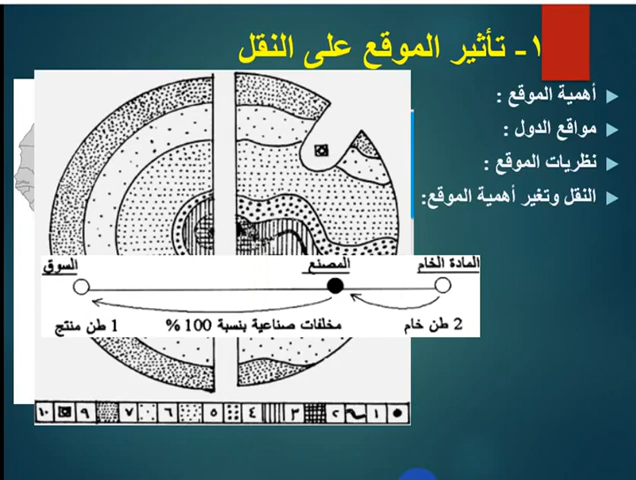 ١- تأثير الموقع على النقل
أهمية الموقع :
مواقع الدول :
نظريات الموقع :
النقل وتغير أهمية الموقع:
المادة الخام المصنع السوق
2 طن خام مخلفات صناعية بنسبة 100 % 1 طن منتج
١ ٢ ٣ ٤ ٥ ٦ ٧ ٩ ١٠